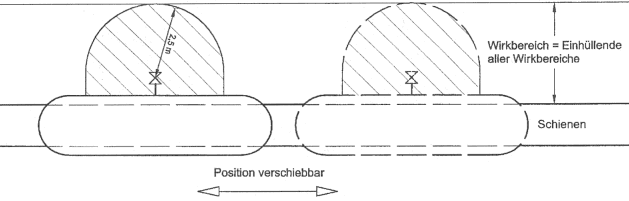 2,5 m
Wirkbereich = Einhüllende
aller Wirkbereiche
Schienen
Position verschiebbar